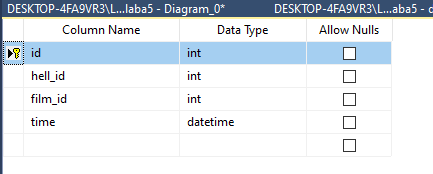 DESKTOP-4FA9VR3\L...laba5 - Diagram_0* DESKTOP-4FA9VR3\L...aba5 - d
Column Name Data Type Allow Nulls
id int
hell_id int
film_id int
time datetime